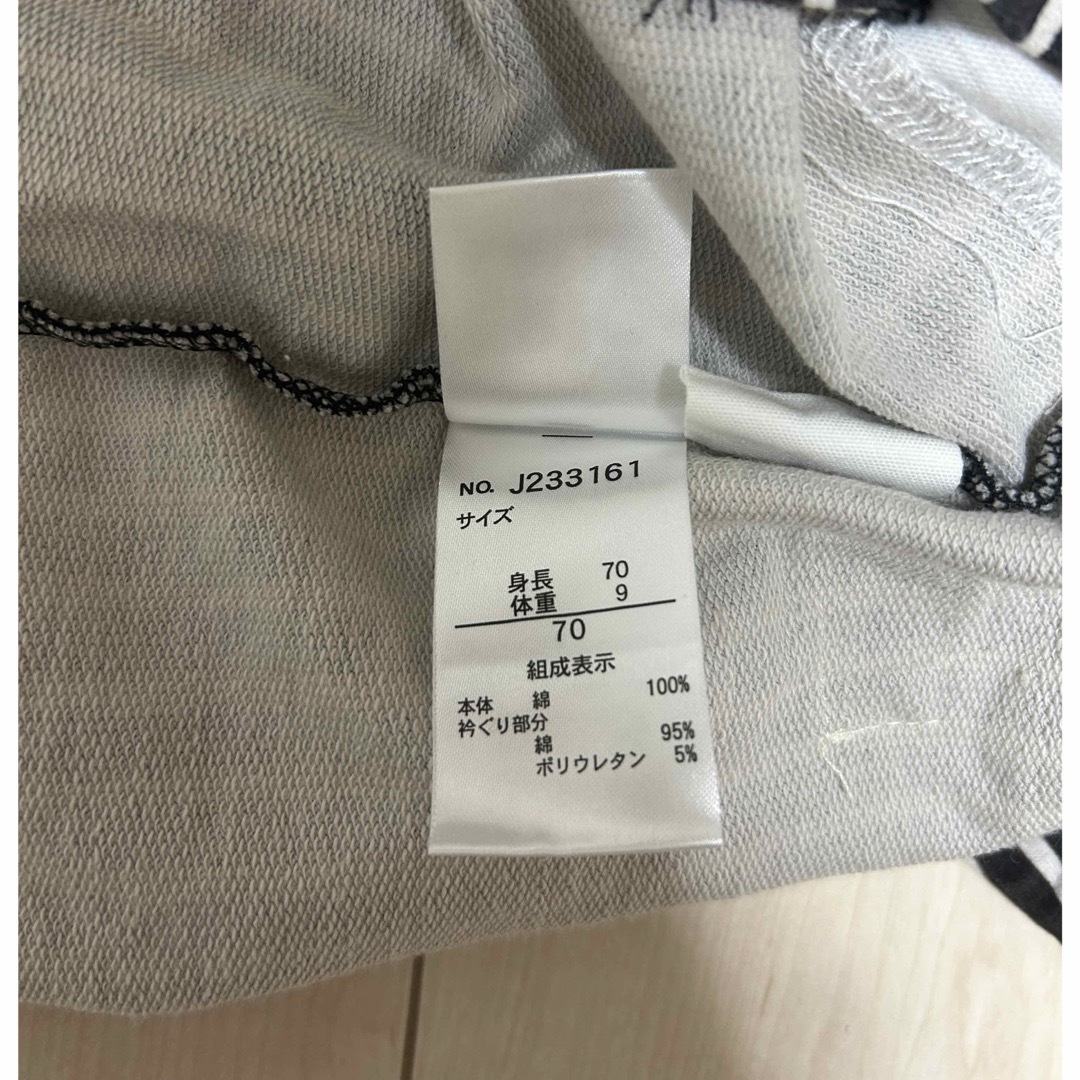 NO. J233161
サイズ
身長 70
体重 9
70
組成表示
本体 綿 100%
衿ぐり部分
綿 95%
ポリウレタン 5%